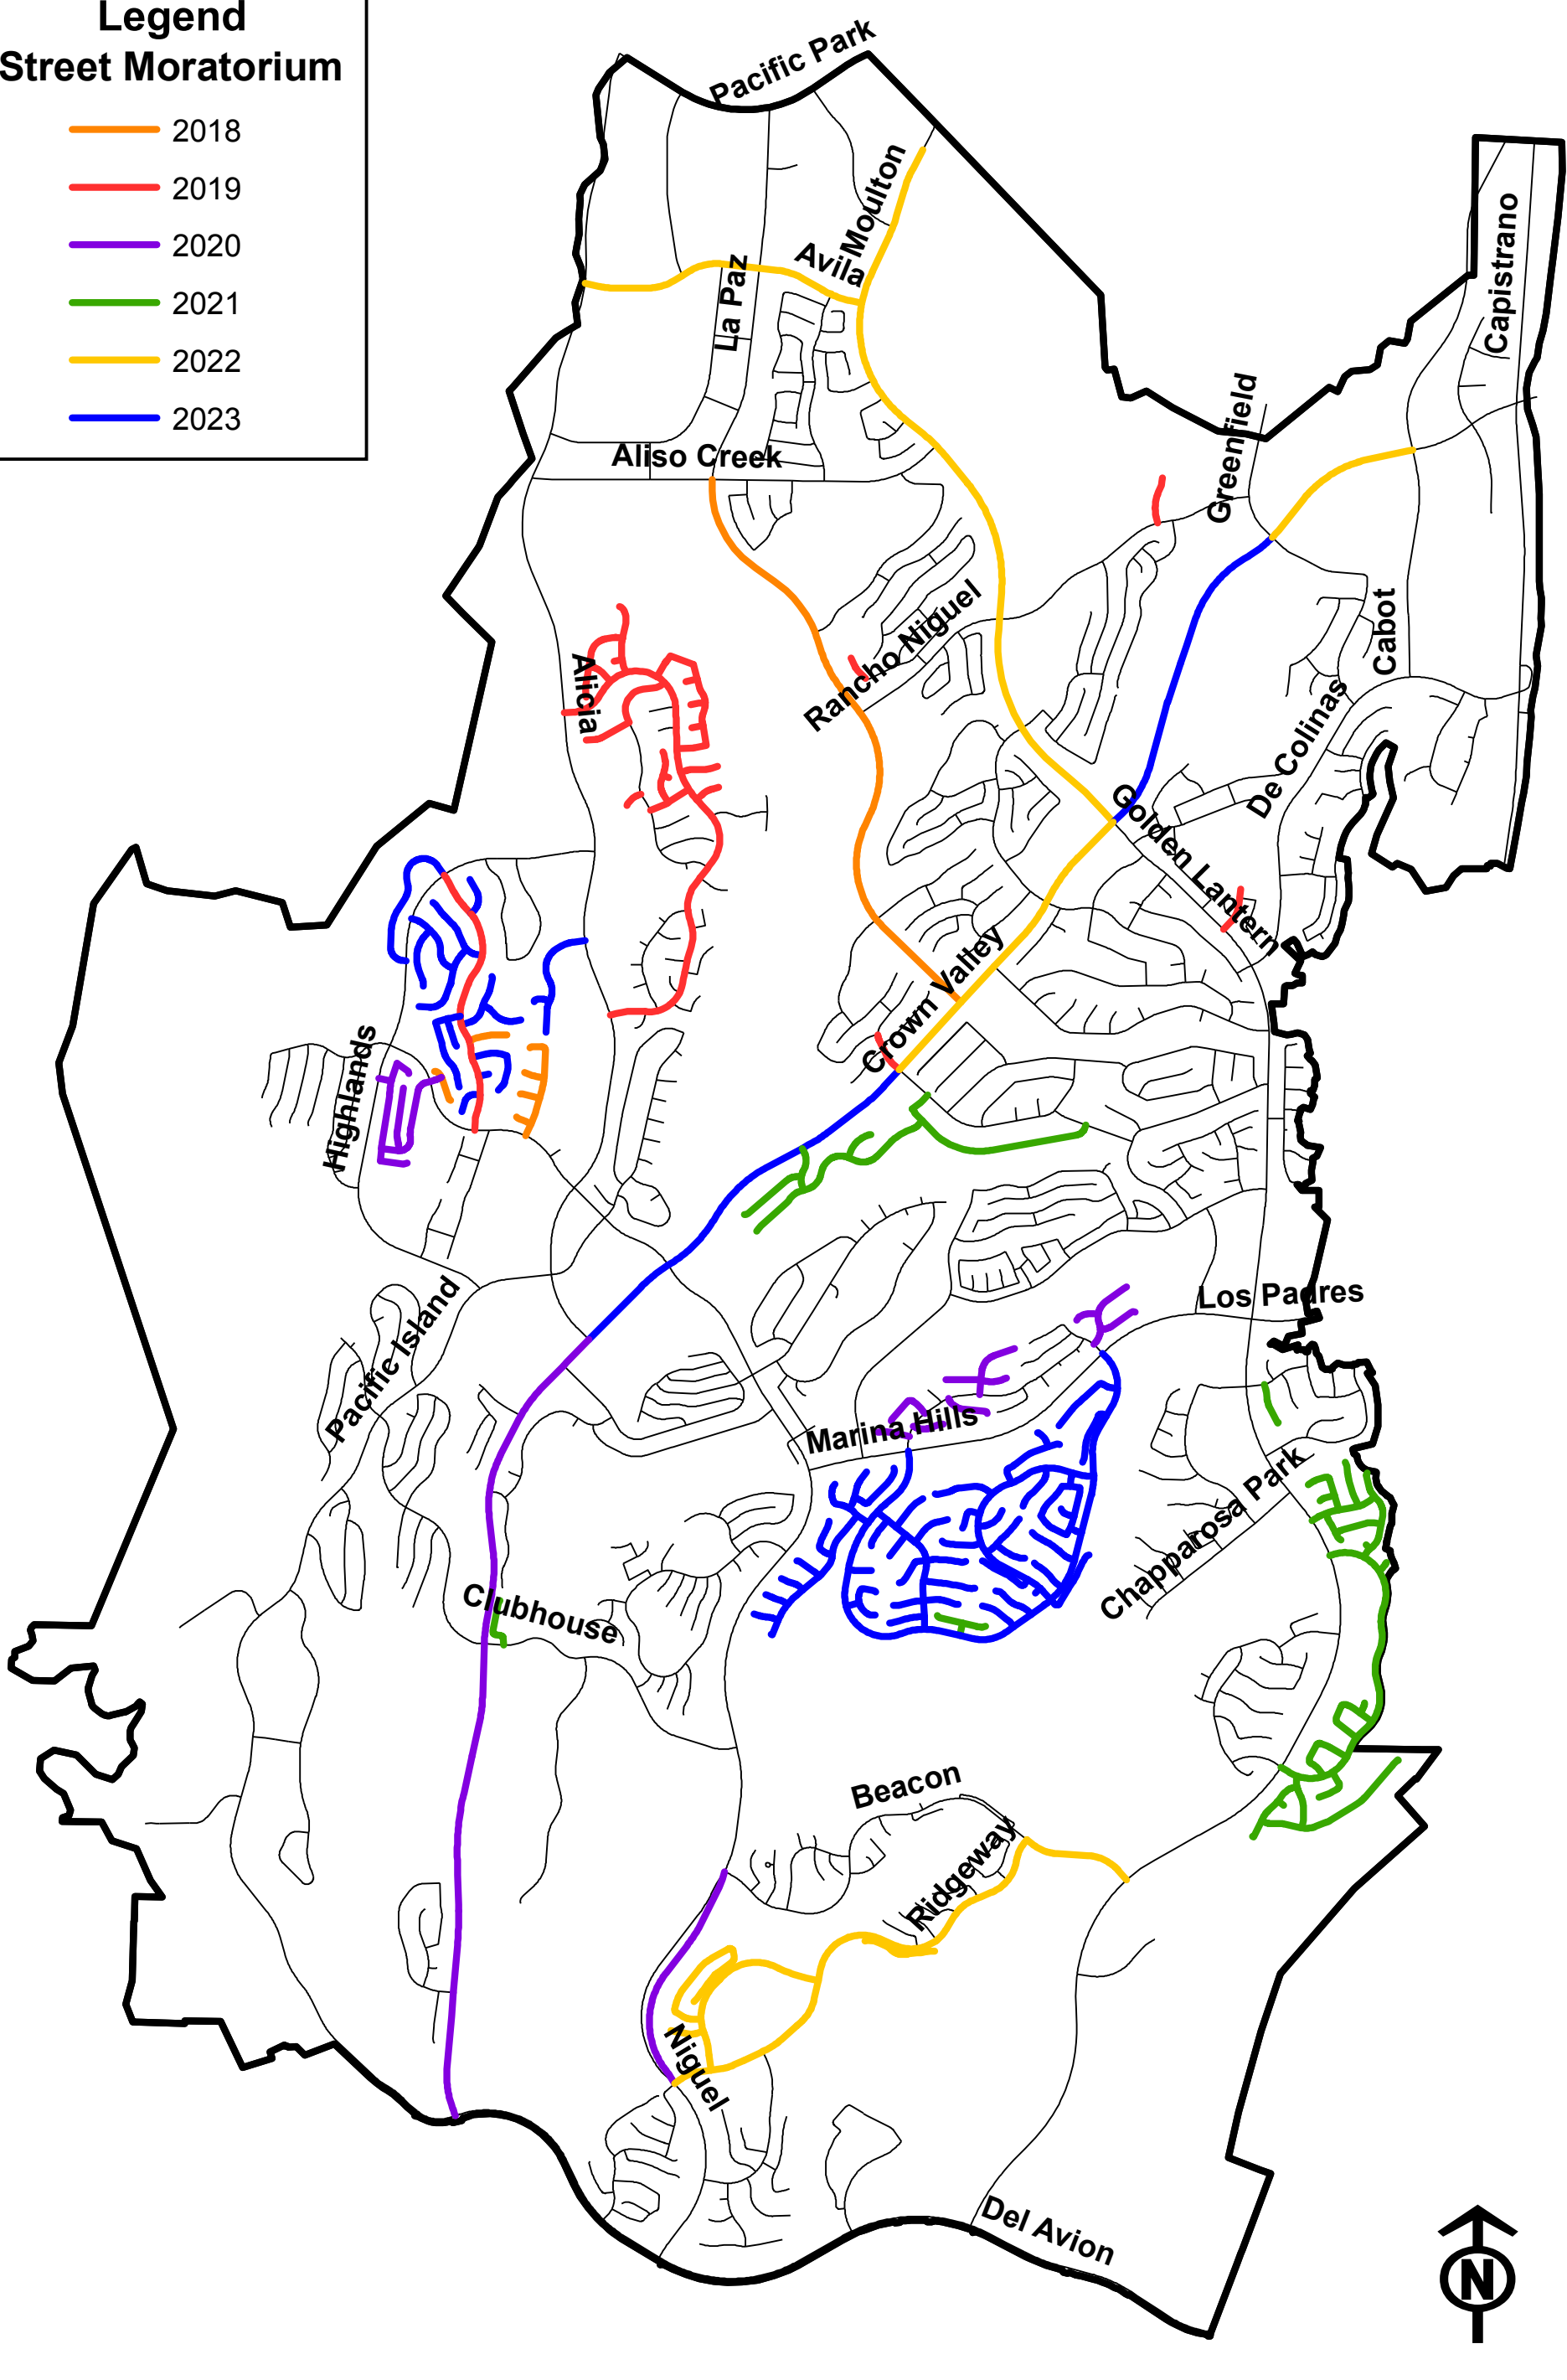 Legend
Street Moratorium
2018
2019
2020
2021
2022
2023
Pacific Park
Moulton
Avila
La Paz
Capistrano
Aliso Creek
Greenfield
Rancho Niguel
Cabot
Alicia
De Colinas
Golden Lantern
Crown Valley
Highlands
Los Padres
Pacific Island
Marina Hills
Chapparosa Park
Clubhouse
Beacon
Ridgeway
Niguel
Del Avion
N